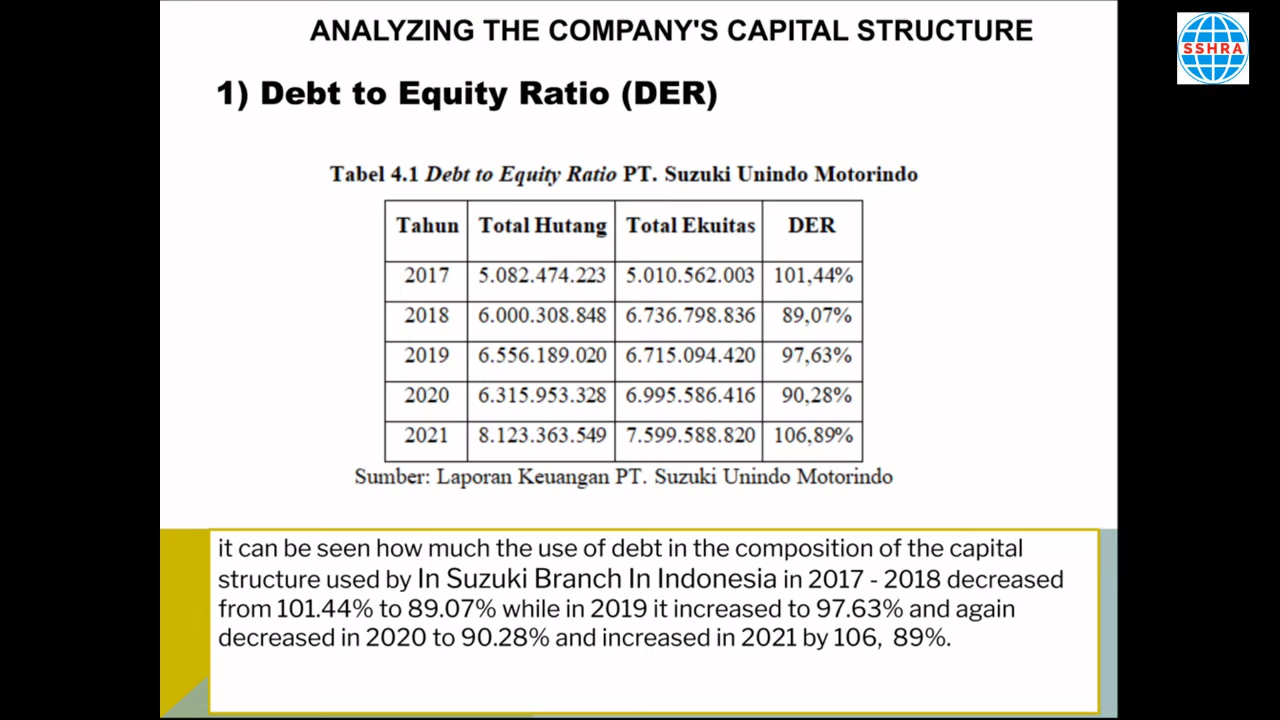 ANALYZING THE COMPANY'S CAPITAL STRUCTURE
SSHRA
1) Debt to Equity Ratio (DER)
Tabel 4.1 Debt to Equity Ratio PT. Suzuki Unindo Motorindo
Tahun Total Hutang Total Ekuitas DER
2017 5.082.474.223 5.010.562.003 101,44%
2018 6.000.308.848 6.736.798.836 89,07%
2019 6.556.189.020 6.715.094.420 97,63%
2020 6.315.953.328 6.995.586.416 90,28%
2021 8.123.363.549 7.599.588.820 106,89%
Sumber: Laporan Keuangan PT. Suzuki Unindo Motorindo
it can be seen how much the use of debt in the composition of the capital
structure used by In Suzuki Branch In Indonesia in 2017 - 2018 decreased
from 101.44% to 89.07% while in 2019 it increased to 97.63% and again
decreased in 2020 to 90.28% and increased in 2021 by 106, 89%.